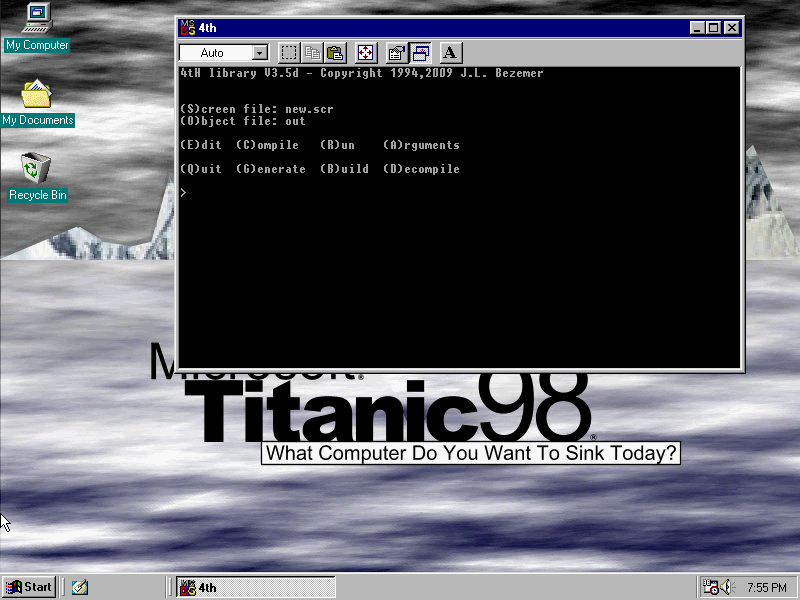 My Computer
My Documents
Recycle Bin
4th
Auto
A
4tH library V3.5d - Copyright 1994,2009 J.L. Bezemer
(S)creen file: new.scr
(O)bject file: out
(E)dit (C)ompile (R)un (A)rguments
(Q)uit (G)enerate (B)uild (D)ecompile
>
Microsoft®
Titanic98®
What Computer Do You Want To Sink Today?
Start
4th
7:55 PM